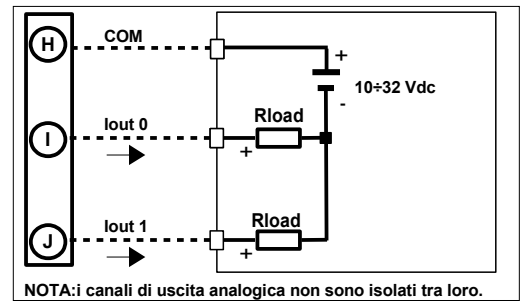 H
COM
+
10÷32 Vdc
-
Rload
I
Iout 0
+
Rload
J
Iout 1
+
NOTA:i canali di uscita analogica non sono isolati tra loro.